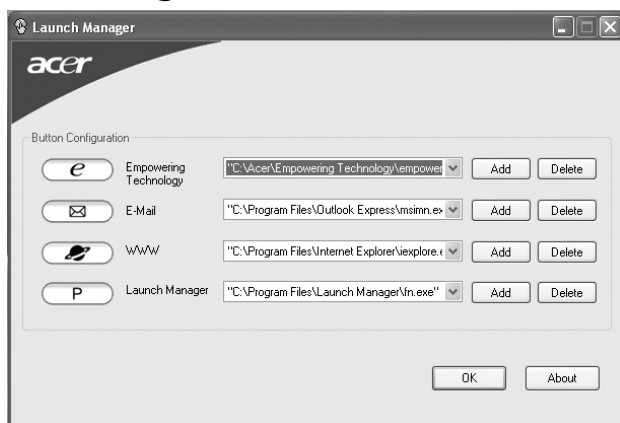 Launch Manager
acer
Button Configuration
e Empowering Technology "C:\Acer\Empowering Technology\empower Add Delete
E-Mail "C:\Program Files\Outlook Express\msimn.ex Add Delete
WWW "C:\Program Files\Internet Explorer\iexplore.e Add Delete
P Launch Manager "C:\Program Files\Launch Manager\fn.exe" Add Delete
OK About